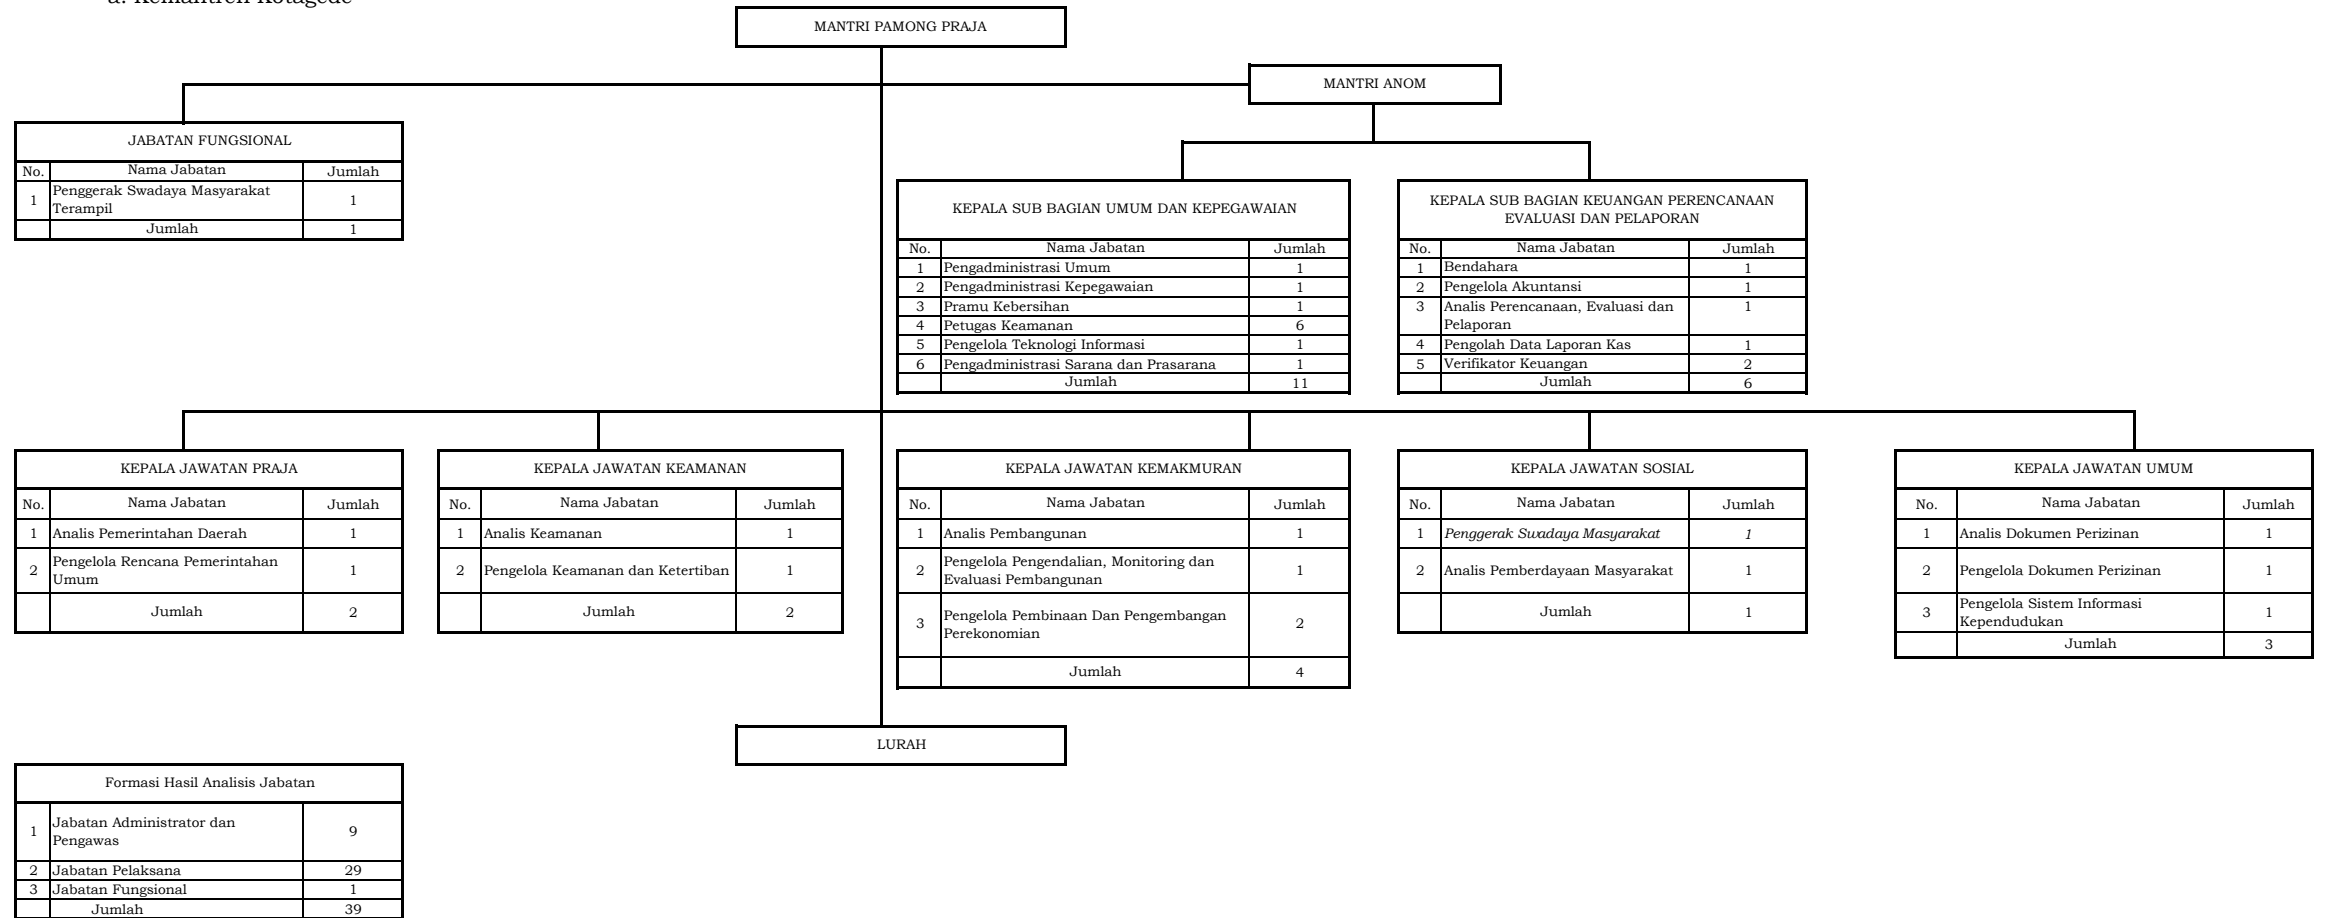 a. Kemantren Kotagede
MANTRI PAMONG PRAJA
MANTRI ANOM
JABATAN FUNGSIONAL
No. Nama Jabatan Jumlah
1 Penggerak Swadaya Masyarakat
Terampil 1
Jumlah 1
KEPALA SUB BAGIAN UMUM DAN KEPEGAWAIAN
No. Nama Jabatan Jumlah
1 Pengadministrasi Umum 1
2 Pengadministrasi Kepegawaian 1
3 Pramu Kebersihan 1
4 Petugas Keamanan 6
5 Pengelola Teknologi Informasi 1
6 Pengadministrasi Sarana dan Prasarana 1
Jumlah 11
KEPALA SUB BAGIAN KEUANGAN PERENCANAAN
EVALUASI DAN PELAPORAN
No. Nama Jabatan Jumlah
1 Bendahara 1
2 Pengelola Akuntansi 1
3 Analis Perencanaan, Evaluasi dan 1
Pelaporan
4 Pengolah Data Laporan Kas 1
5 Verifikator Keuangan 2
Jumlah 6
KEPALA JAWATAN PRAJA
No. Nama Jabatan Jumlah
1 Analis Pemerintahan Daerah 1
2 Pengelola Rencana Pemerintahan
Umum 1
Jumlah 2
KEPALA JAWATAN KEAMANAN
No. Nama Jabatan Jumlah
1 Analis Keamanan 1
2 Pengelola Keamanan dan Ketertiban 1
Jumlah 2
KEPALA JAWATAN KEMAKMURAN
No. Nama Jabatan Jumlah
1 Analis Pembangunan 1
2 Pengelola Pengendalian, Monitoring dan
Evaluasi Pembangunan 1
3 Pengelola Pembinaan Dan Pengembangan
Perekonomian 2
Jumlah 4
KEPALA JAWATAN SOSIAL
No. Nama Jabatan Jumlah
1 Penggerak Swadaya Masyarakat 1
2 Analis Pemberdayaan Masyarakat 1
Jumlah 1
KEPALA JAWATAN UMUM
No. Nama Jabatan Jumlah
1 Analis Dokumen Perizinan 1
2 Pengelola Dokumen Perizinan 1
3 Pengelola Sistem Informasi
Kependudukan 1
Jumlah 3
LURAH
Formasi Hasil Analisis Jabatan
1 Jabatan Administrator dan
Pengawas 9
2 Jabatan Pelaksana 29
3 Jabatan Fungsional 1
Jumlah 39